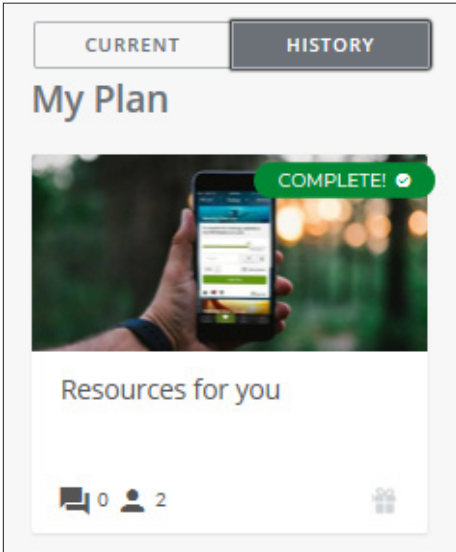 CURRENT
HISTORY
My Plan
COMPLETE!
Resources for you
0
2